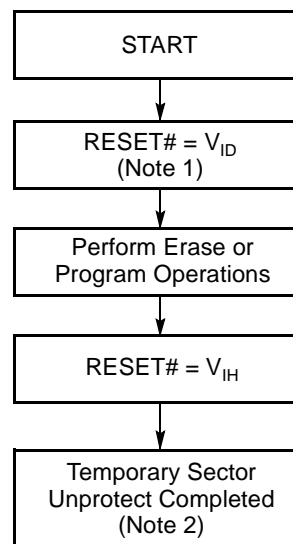 START
RESET# = VID
(Note 1)
Perform Erase or
Program Operations
RESET# = VIH
Temporary Sector
Unprotect Completed
(Note 2)